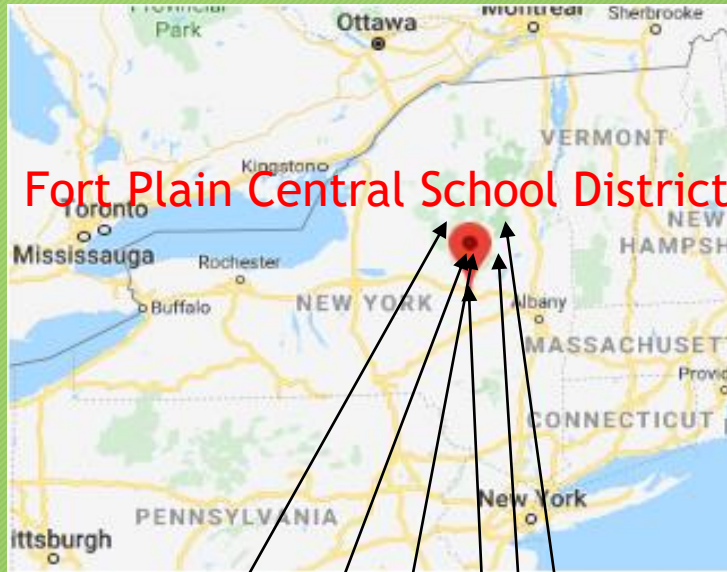 Park
Ottawa
Montreal
Sherbrooke
VERMONT
Kingston
Fort Plain Central School District
Toronto
NEW
HAMPSH
Mississauga
Rochester
Buffalo
NEW YORK
Albany
MASSACHUSETT
Provid
CONNECTICUT
New York
PENNSYLVANIA
ittsburgh